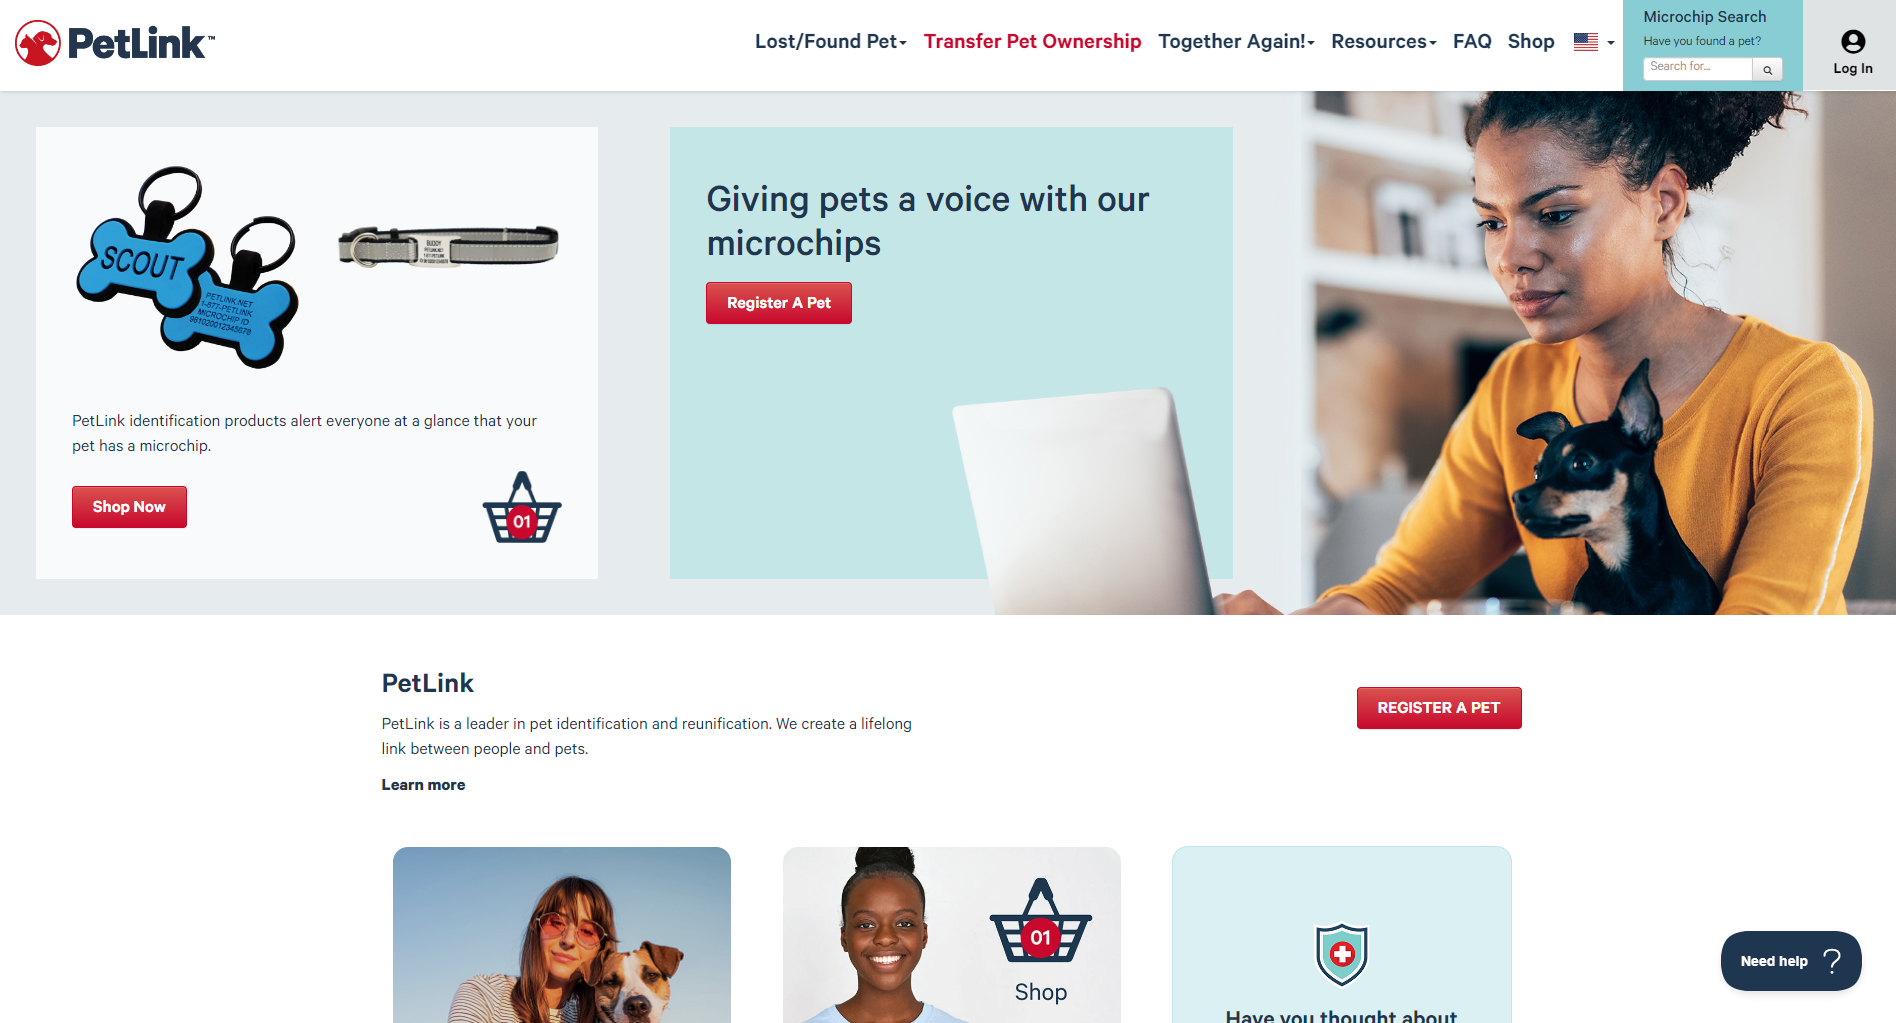 PetLink™
Lost/Found Pet
Transfer Pet Ownership
Together Again!
Resources
FAQ
Shop
Microchip Search
Have you found a pet?
Search for...
Log In
SCOUT
PETLINK.NET
1-877-PETLINK
MICROCHIP ID
981020012345678
BUDDY
PETLINK.NET
PetLink identification products alert everyone at a glance that your
pet has a microchip.
Shop Now
01
Giving pets a voice with our
microchips
Register A Pet
PetLink
PetLink is a leader in pet identification and reunification. We create a lifelong
link between people and pets.
Learn more
REGISTER A PET
01
Shop
Have you thought about
Need help ?